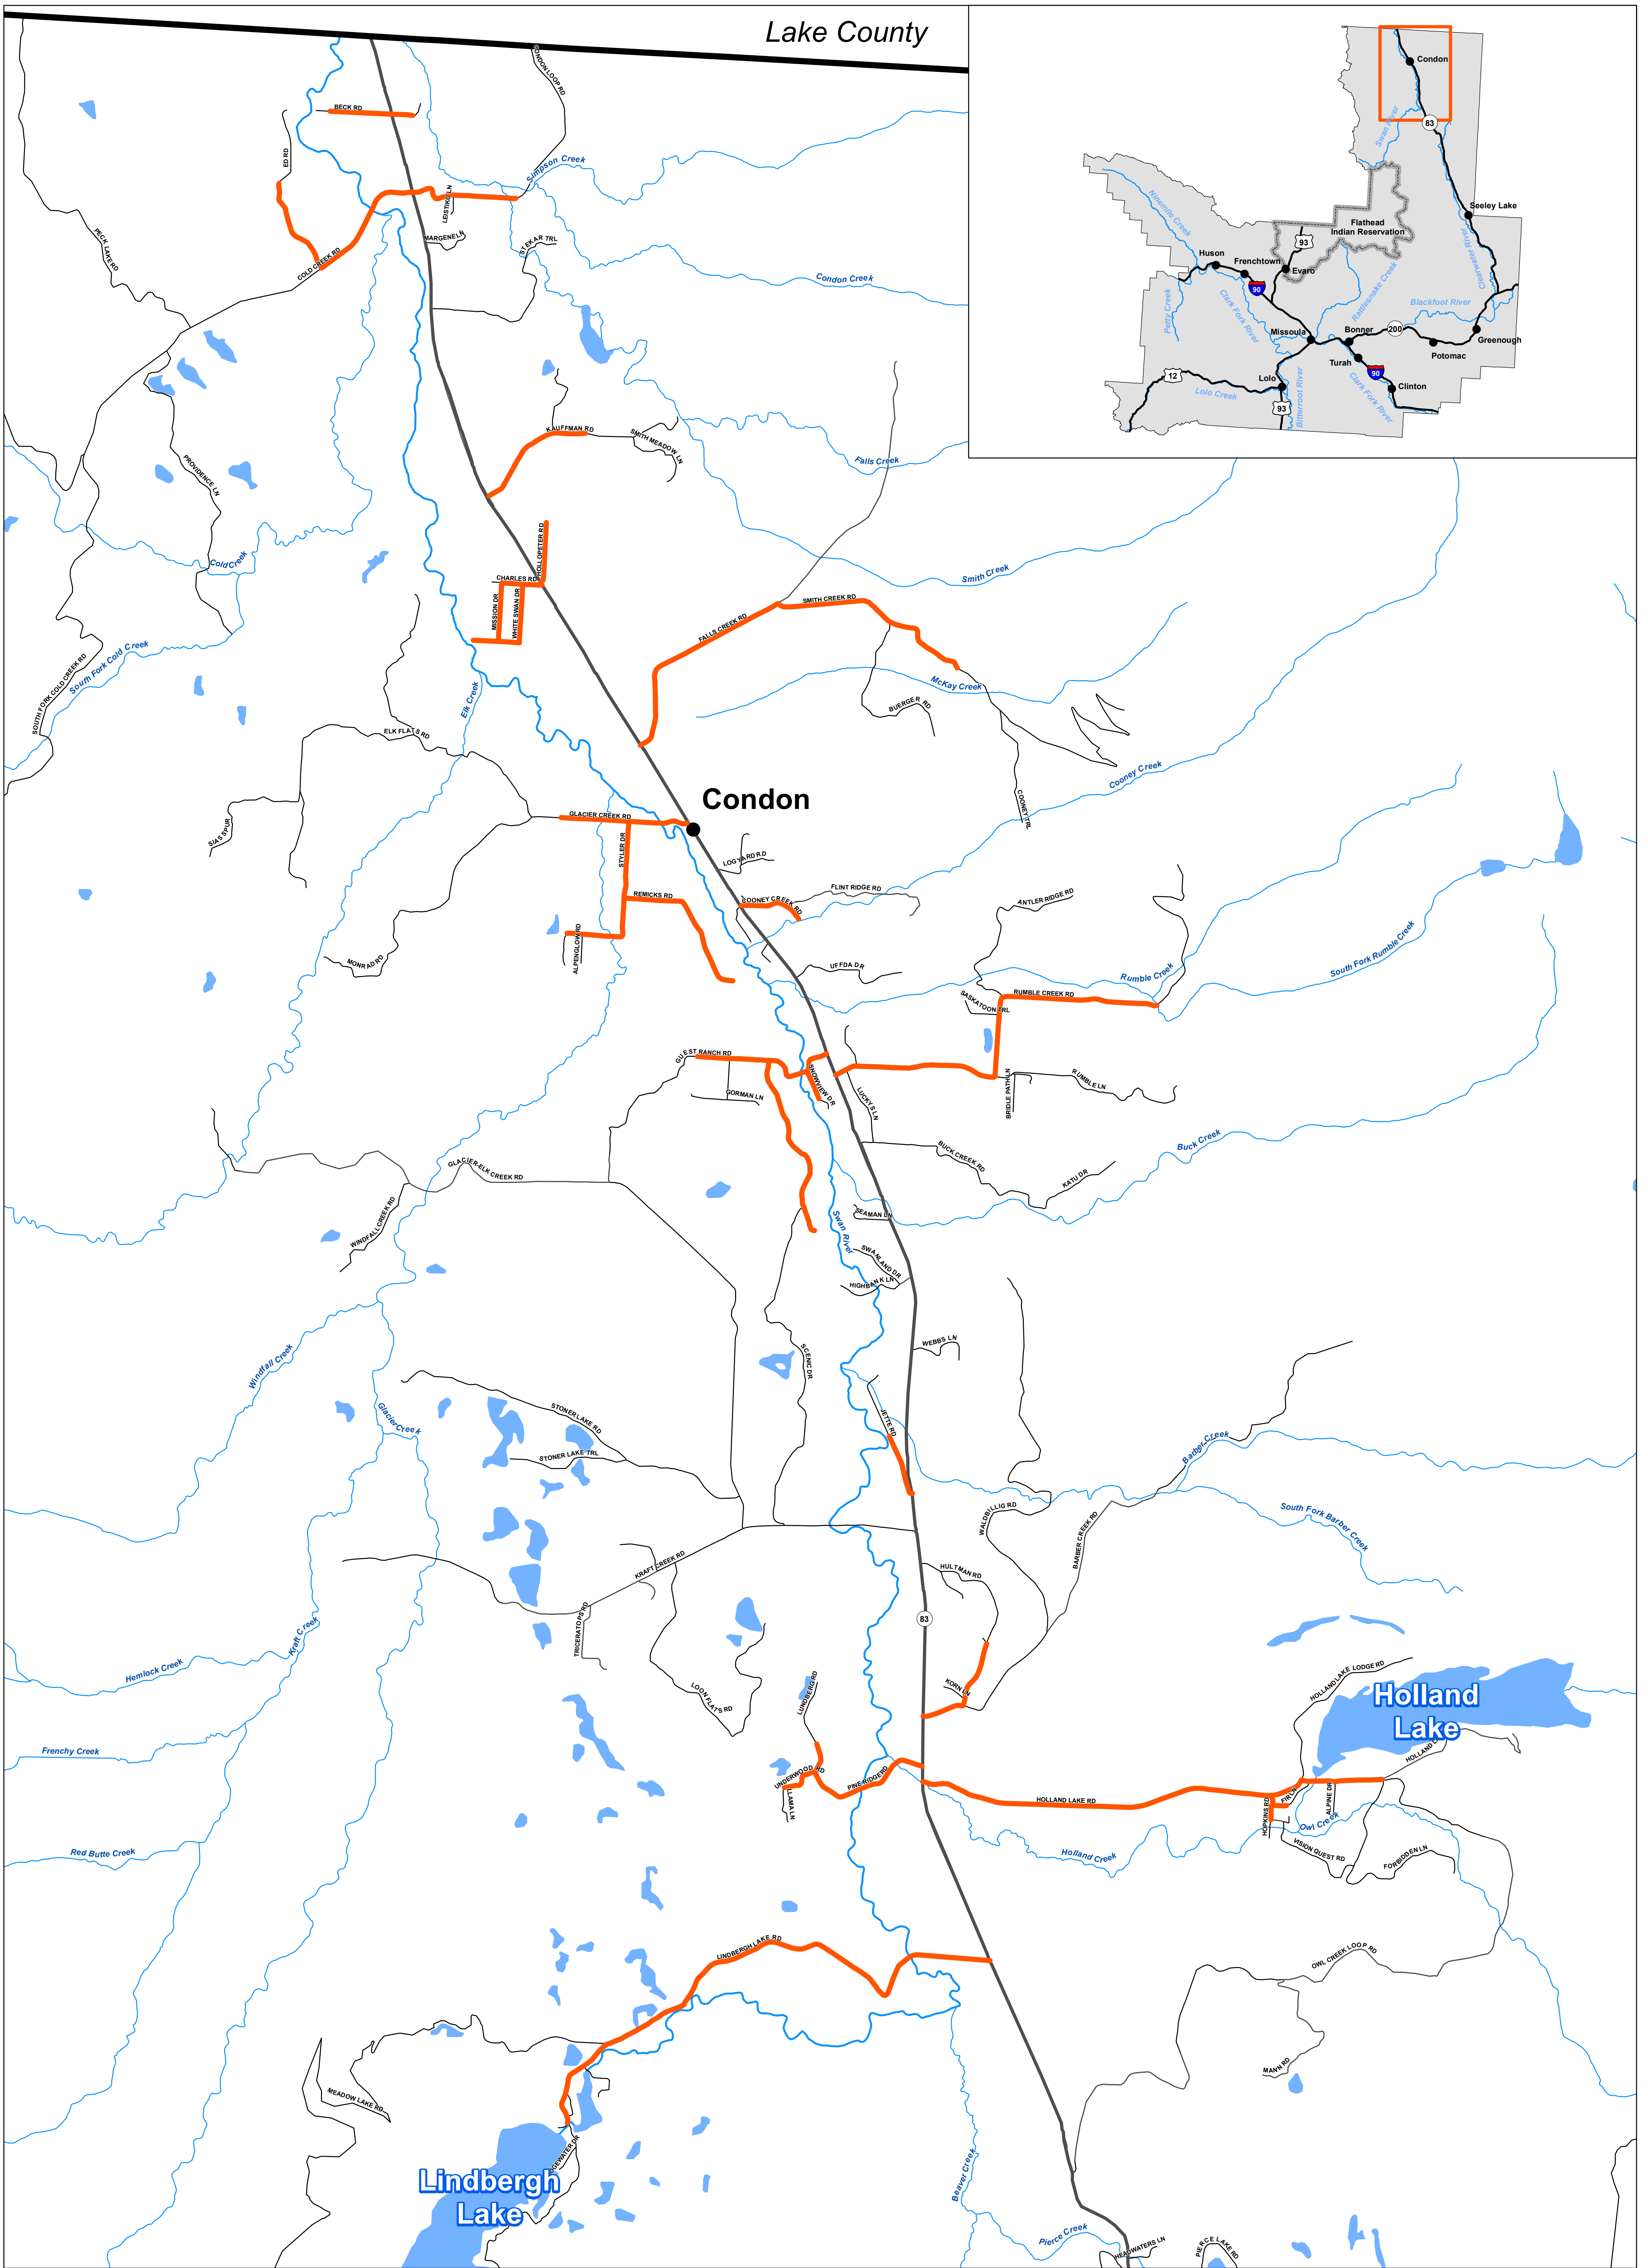 Lake County
CONDON LOOP RD
BECK RD
ED RD
Simpson Creek
LEISTIKO LN
MARGENE LN
STEKAR TRL
PECK LAKE RD
COLD CREEK RD
Condon Creek
KAUFFMAN RD
SMITH MEADOW LN
Falls Creek
PROVIDENCE LN
Cold Creek
HOLLOPETER RD
CHARLES RD
MISSION DR
WHITE SWAN DR
Smith Creek
SMITH CREEK RD
FALLS CREEK RD
South Fork Cold Creek
SOUTH FORK COLD CREEK RD
Elk Creek
McKay Creek
BUERGER RD
ELK FLATS RD
Cooney Creek
COONEY TRL
Condon
GLACIER CREEK RD
SIAS SPUR
STYLER DR
LOG YARD RD
FLINT RIDGE RD
REMICKS RD
COONEY CREEK RD
ANTLER RIDGE RD
ALPENGLOW RD
MONRAD RD
UFFDA DR
Rumble Creek
South Fork Rumble Creek
RUMBLE CREEK RD
SASKATOON TRL
GUEST RANCH RD
SNOWVIEW DR
GORMAN LN
LUCKYS LN
BRIDLE PATH LN
RUMBLE LN
BUCK CREEK RD
Buck Creek
KATU DR
GLACIER-ELK CREEK RD
WINDFALL CREEK RD
SEAMAN LN
Swan River
SWANLAND DR
HIGHBANK LN
WEBBS LN
SCENIC DR
Windfall Creek
Glacier Creek
STONER LAKE RD
STONER LAKE TRL
JETTE RD
Barber Creek
South Fork Barber Creek
WALDBILLIG RD
BARBER CREEK RD
KRAFT CREEK RD
HULTMAN RD
TRICERATOPS RD
83
Kraft Creek
Hemlock Creek
LOON FLATS RD
LUNDBERG RD
KORN LN
HOLLAND LAKE LODGE RD
Holland
Lake
Frenchy Creek
UNDERWOOD RD
PINE RIDGE RD
LLAMA LN
HOLLAND LAKE RD
HOLLAND
HOPKINS RD
FIR LN
ALPINE DR
Owl Creek
Red Butte Creek
Holland Creek
VISION QUEST RD
FORBIDDEN LN
LINDBERGH LAKE RD
OWL CREEK LOOP RD
MANN RD
MEADOW LAKE RD
Lindbergh
Lake
Beaver Creek
Pierce Creek
HEADWATERS LN
PIERCE LAKE RD
Condon
83
Swan River
Seeley Lake
Ninemile Creek
Flathead
Indian Reservation
93
Huson
Frenchtown
Evaro
90
Clearwater River
Petty Creek
Clark Fork River
Rattlesnake Creek
Blackfoot River
Missoula
Bonner
200
Greenough
Potomac
Turah
90
12
Lolo
Lolo Creek
Clinton
93
Bitterroot River
Clark Fork River